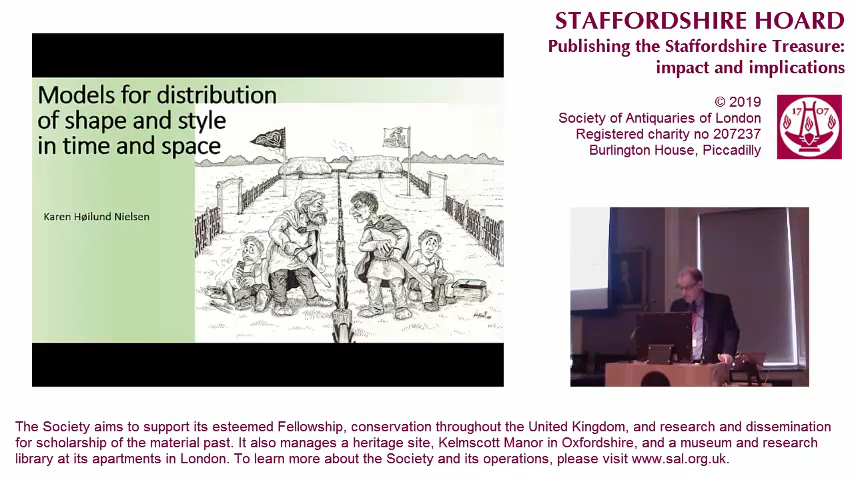 STAFFORDSHIRE HOARD
Publishing the Staffordshire Treasure:
impact and implications
© 2019
Society of Antiquaries of London
Registered charity no 207237
Burlington House, Piccadilly
17 07
Models for distribution
of shape and style
in time and space
Karen Høilund Nielsen
The Society aims to support its esteemed Fellowship, conservation throughout the United Kingdom, and research and dissemination
for scholarship of the material past. It also manages a heritage site, Kelmscott Manor in Oxfordshire, and a museum and research
library at its apartments in London. To learn more about the Society and its operations, please visit www.sal.org.uk.